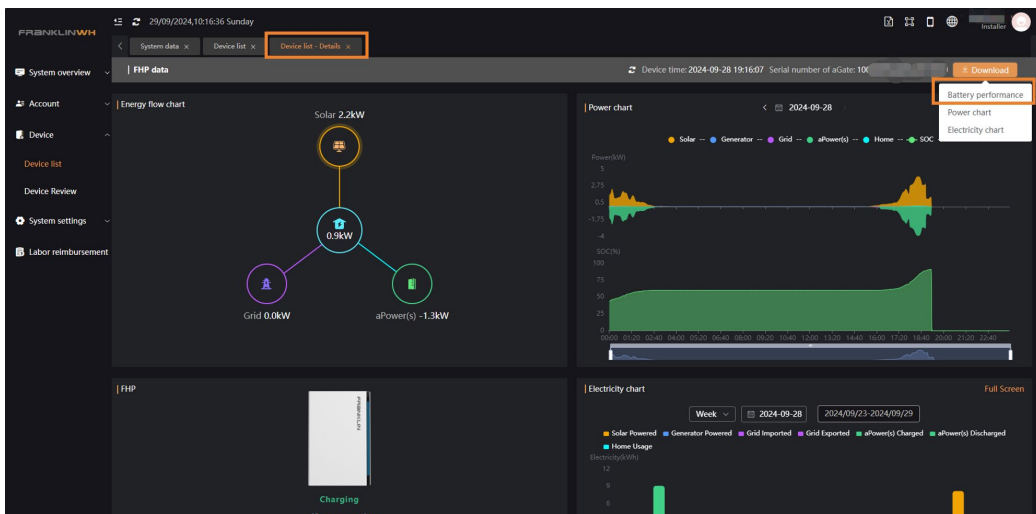 FRANKLINWH
29/09/2024,10:16:36 Sunday
Installer
System data ×
Device list ×
Device list - Details ×
System overview
Account
Device
Device list
Device Review
System settings
Labor reimbursement
FHP data
Device time: 2024-09-28 19:16:07 Serial number of aGate: 10
Download
Battery performance
Power chart
Electricity chart
Energy flow chart
Solar 2.2kW
0.9kW
Grid 0.0kW
aPower(s) -1.3kW
Power chart
< 2024-09-28
Solar -- Generator -- Grid -- aPower(s) -- Home -- SOC
Power(kW)
5
2.75
0.5
-1.75
-4
SOC(%)
100
75
50
25
0
00:00 01:20 02:40 04:00 05:20 06:40 08:00 09:20 10:40 12:00 13:20 14:40 16:00 17:20 18:40 20:00 21:20 22:40
FHP
FRANKLIN
Charging
Electricity chart
Full Screen
Week
2024-09-28
2024/09/23-2024/09/29
Solar Powered Generator Powered Grid Imported Grid Exported aPower(s) Charged aPower(s) Discharged
Home Usage
Electricity(kWh)
12
9
6